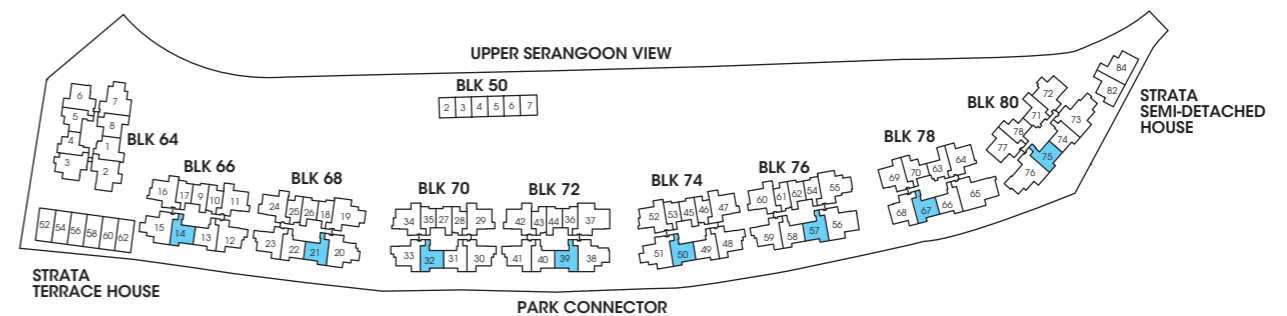 UPPER SERANGOON VIEW
BLK 50
2 3 4 5 6 7
BLK 64
6 7
5 8
4 1
3 2
BLK 66
16 17 9 10 11
15 14 13 12
BLK 68
24 25 26 18 19
23 22 21 20
BLK 70
34 35 27 28 29
33 32 31 30
BLK 72
42 43 44 36 37
41 40 39 38
BLK 74
52 53 45 46 47
51 50 49 48
BLK 76
60 61 62 54 55
59 58 57 56
BLK 78
69 70 63 64
68 67 66 65
BLK 80
72
71 73
78 74
77 75
76
84
82
STRATA
SEMI-DETACHED
HOUSE
52 54 56 58 60 62
STRATA
TERRACE HOUSE
PARK CONNECTOR